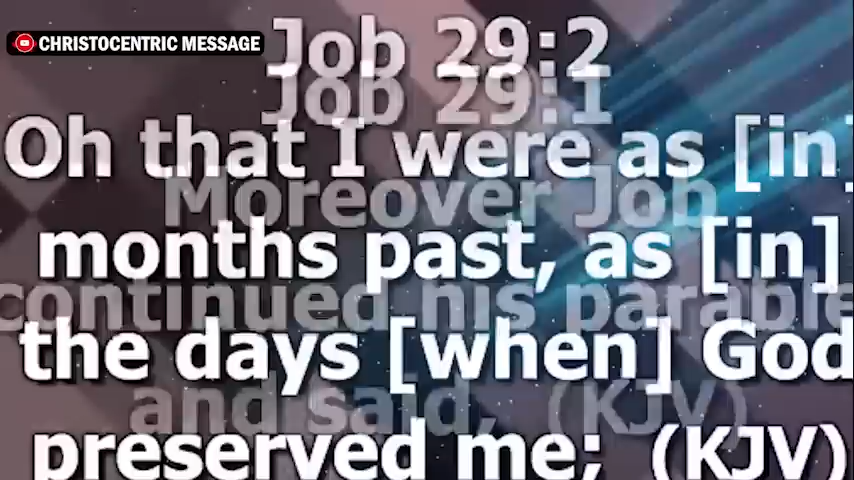 CHRISTOCENTRIC MESSAGE
Job 29:2
Oh that I were as [in]
months past, as [in]
the days [when] God
preserved me; (KJV)
Job 29:1
Moreover Job
continued his parable
and said, (KJV)